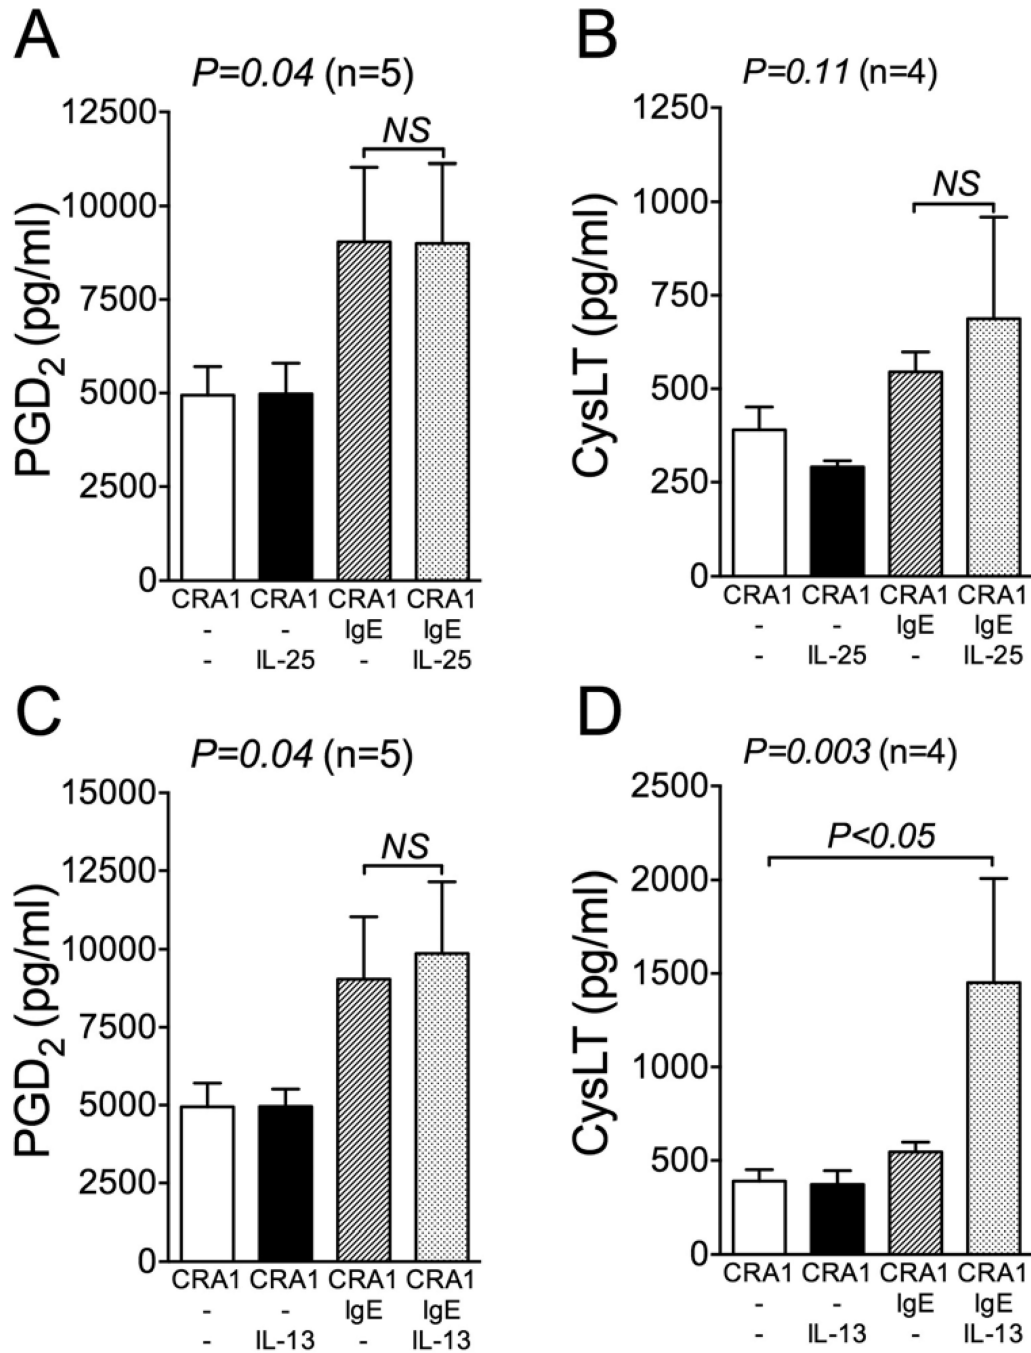 A
P=0.04 (n=5)
NS
PGD2 (pg/ml)
12500
10000
7500
5000
2500
0
CRA1 CRA1 CRA1 CRA1
- - IgE IgE
- IL-25 - IL-25
B
P=0.11 (n=4)
NS
CysLT (pg/ml)
1250
1000
750
500
250
0
CRA1 CRA1 CRA1 CRA1
- - IgE IgE
- IL-25 - IL-25
C
P=0.04 (n=5)
NS
PGD2 (pg/ml)
15000
12500
10000
7500
5000
2500
0
CRA1 CRA1 CRA1 CRA1
- - IgE IgE
- IL-13 - IL-13
D
P=0.003 (n=4)
P<0.05
CysLT (pg/ml)
2500
2000
1500
1000
500
0
CRA1 CRA1 CRA1 CRA1
- - IgE IgE
- IL-13 - IL-13